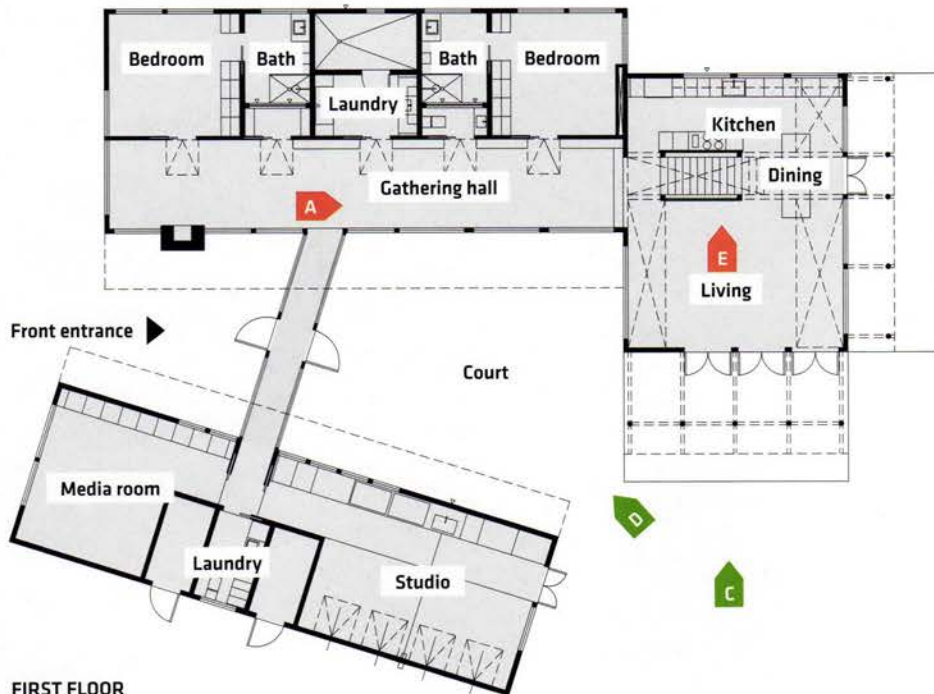 Bedroom
Bath
Bath
Bedroom
Laundry
Kitchen
Dining
Gathering hall
A
E
Living
Front entrance
Court
Media room
D
Laundry
Studio
C
FIRST FLOOR